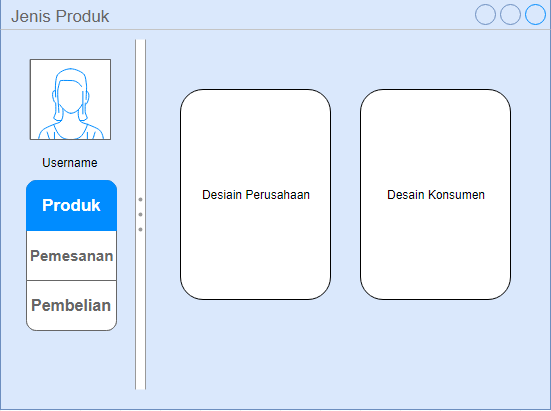 Jenis Produk
Username
Produk
Pemesanan
Pembelian
Desiain Perusahaan
Desain Konsumen